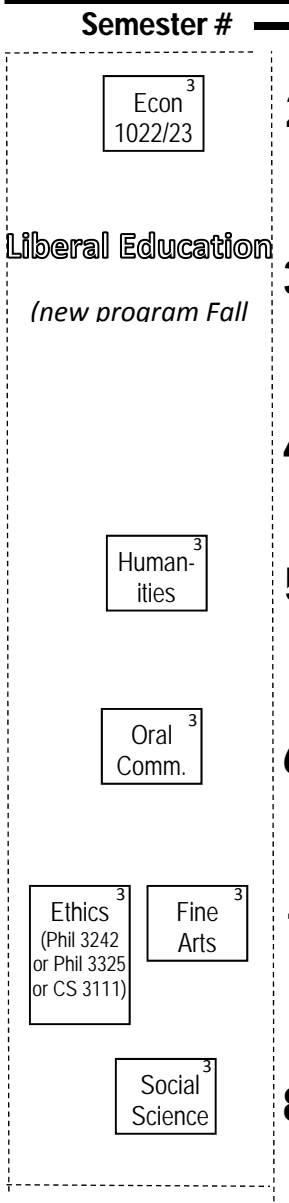 Semester #
3
Econ
1022/23
Liberal Education
(new program Fall
3
Human-
ities
3
Oral
Comm.
3
Ethics
(Phil 3242
or Phil 3325
or CS 3111)
3
Fine
Arts
3
Social
Science